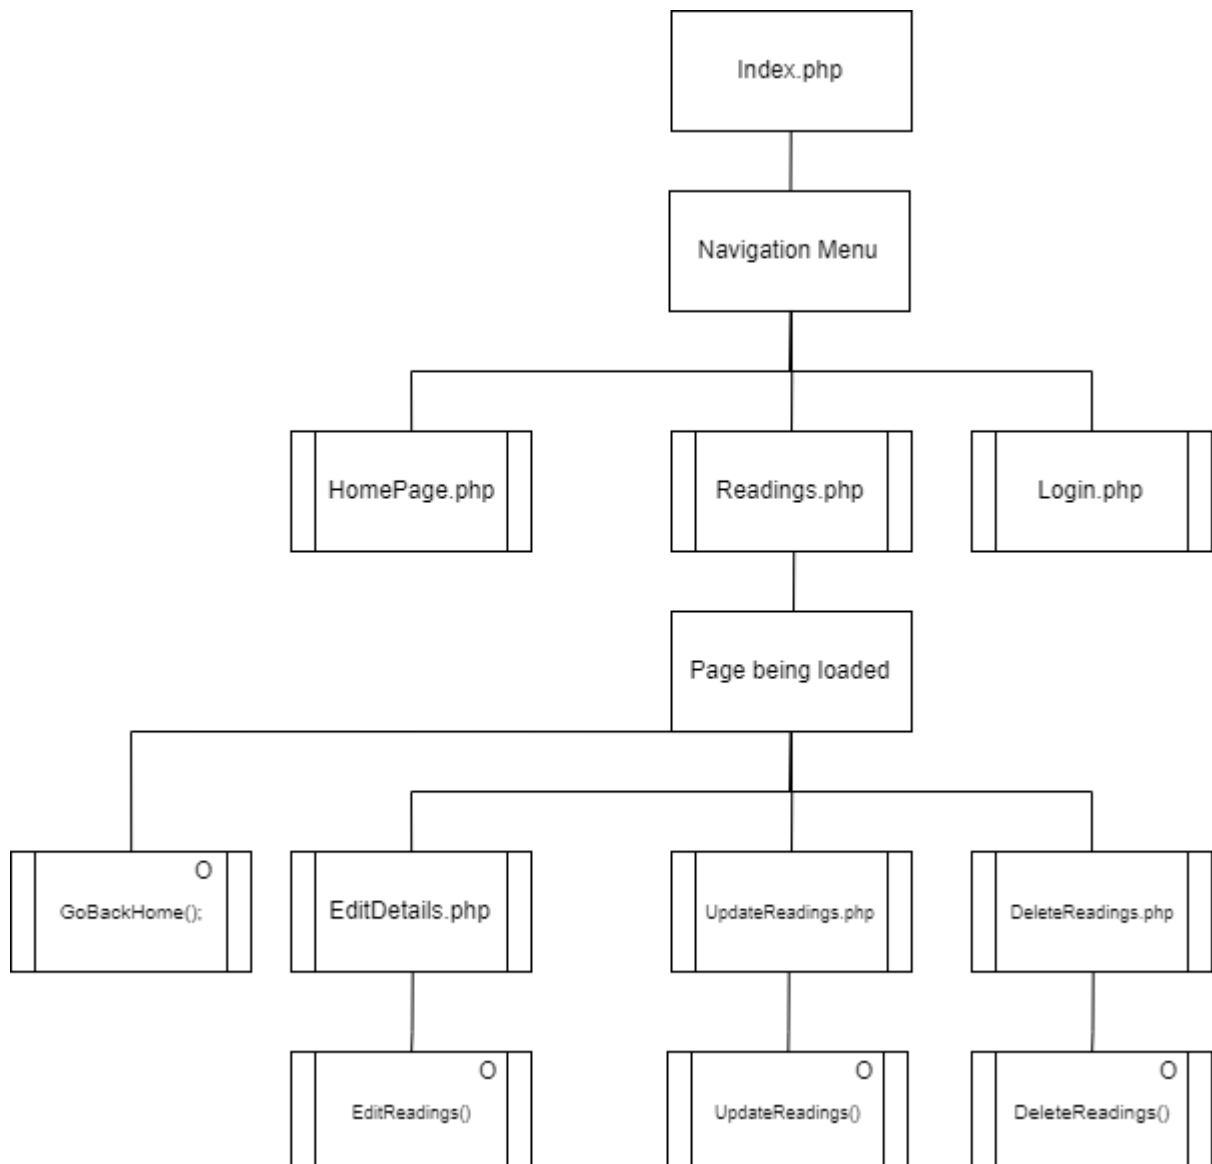 Index.php
Navigation Menu
HomePage.php
Readings.php
Login.php
Page being loaded
O
GoBackHome();
EditDetails.php
UpdateReadings.php
DeleteReadings.php
O
EditReadings()
O
UpdateReadings()
O
DeleteReadings()